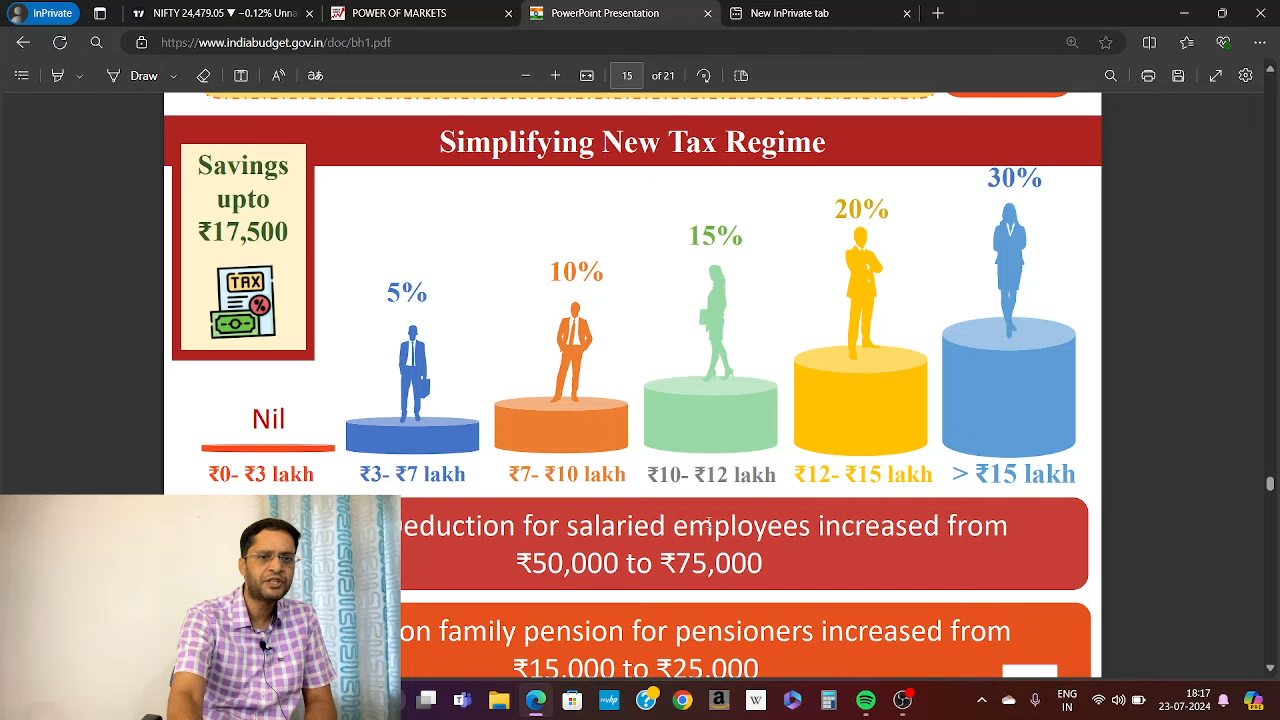 InPrivate
NIFTY 24,479.05 ▼ −0.12% Unna
POWER OF MARKETS
PowerPoint Presentation
New InPrivate tab
https://www.indiabudget.gov.in/doc/bh1.pdf
Draw
15 of 21
Simplifying New Tax Regime
Savings
upto
₹17,500
TAX
%
Nil
5%
10%
15%
20%
30%
₹0- ₹3 lakh
₹3- ₹7 lakh
₹7- ₹10 lakh
₹10- ₹12 lakh
₹12- ₹15 lakh
> ₹15 lakh
Deduction for salaried employees increased from
₹50,000 to ₹75,000
on family pension for pensioners increased from
₹15,000 to ₹25,000
ENG
IN
18:17
23-07-2024